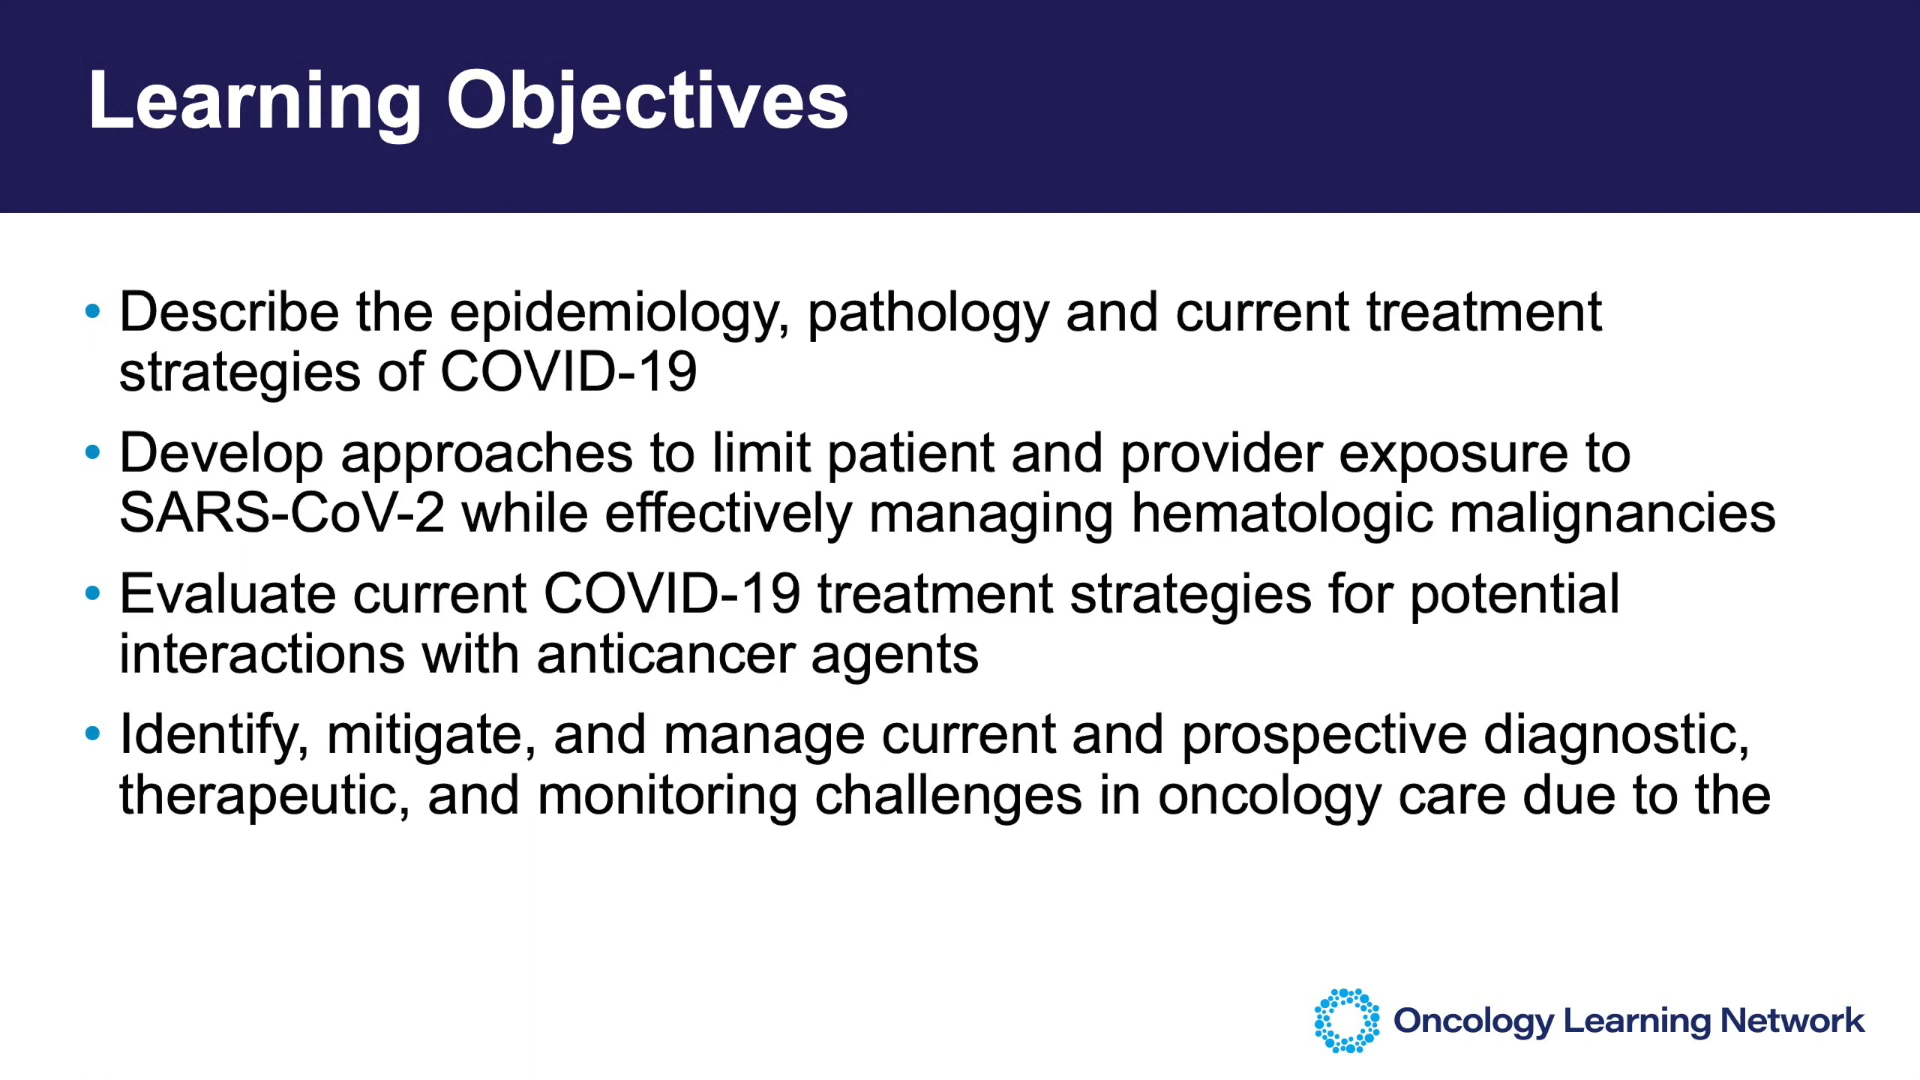 Learning Objectives
• Describe the epidemiology, pathology and current treatment
strategies of COVID-19
• Develop approaches to limit patient and provider exposure to
SARS-CoV-2 while effectively managing hematologic malignancies
• Evaluate current COVID-19 treatment strategies for potential
interactions with anticancer agents
• Identify, mitigate, and manage current and prospective diagnostic,
therapeutic, and monitoring challenges in oncology care due to the
Oncology Learning Network